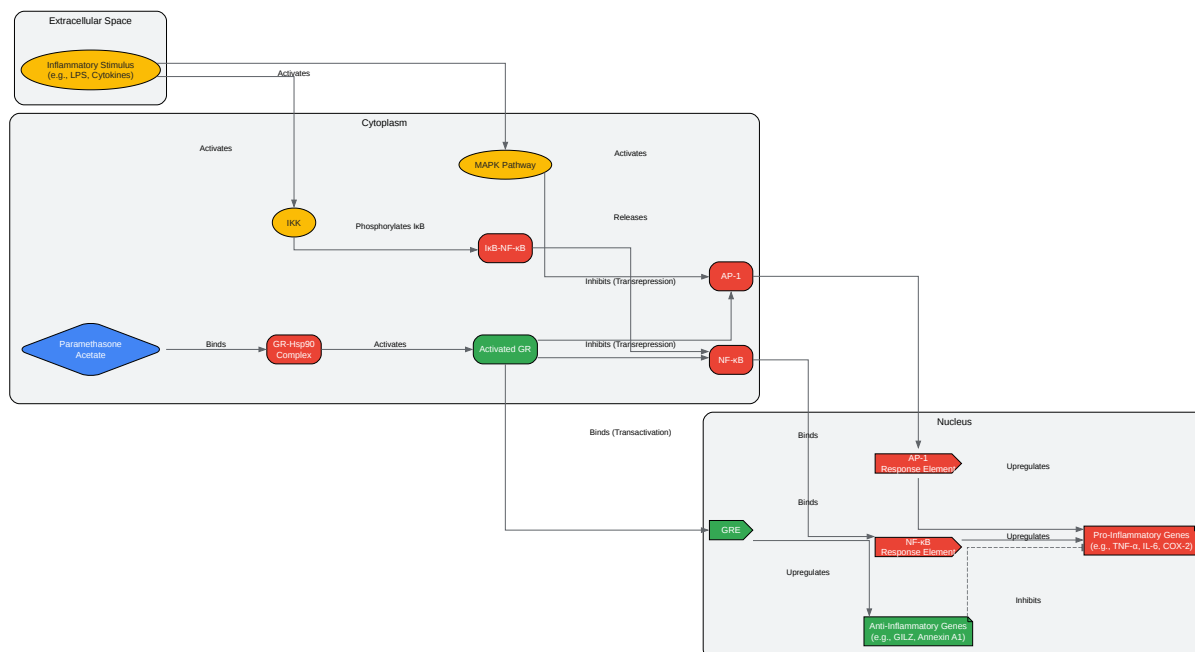 Extracellular Space
Inflammatory Stimulus
(e.g., LPS, Cytokines)
Activates
Cytoplasm
Activates
Activates
MAPK Pathway
IKK
Releases
Phosphorylates IκB
IκB-NF-κB
AP-1
Inhibits (Transrepression)
Paramethasone
Acetate
Binds
GR-Hsp90
Complex
Activates
Activated GR
Inhibits (Transrepression)
NF-κB
Nucleus
Binds (Transactivation)
Binds
AP-1
Response Element
Upregulates
Binds
GRE
NF-κB
Response Element
Upregulates
Pro-Inflammatory Genes
(e.g., TNF-α, IL-6, COX-2)
Upregulates
Inhibits
Anti-Inflammatory Genes
(e.g., GILZ, Annexin A1)